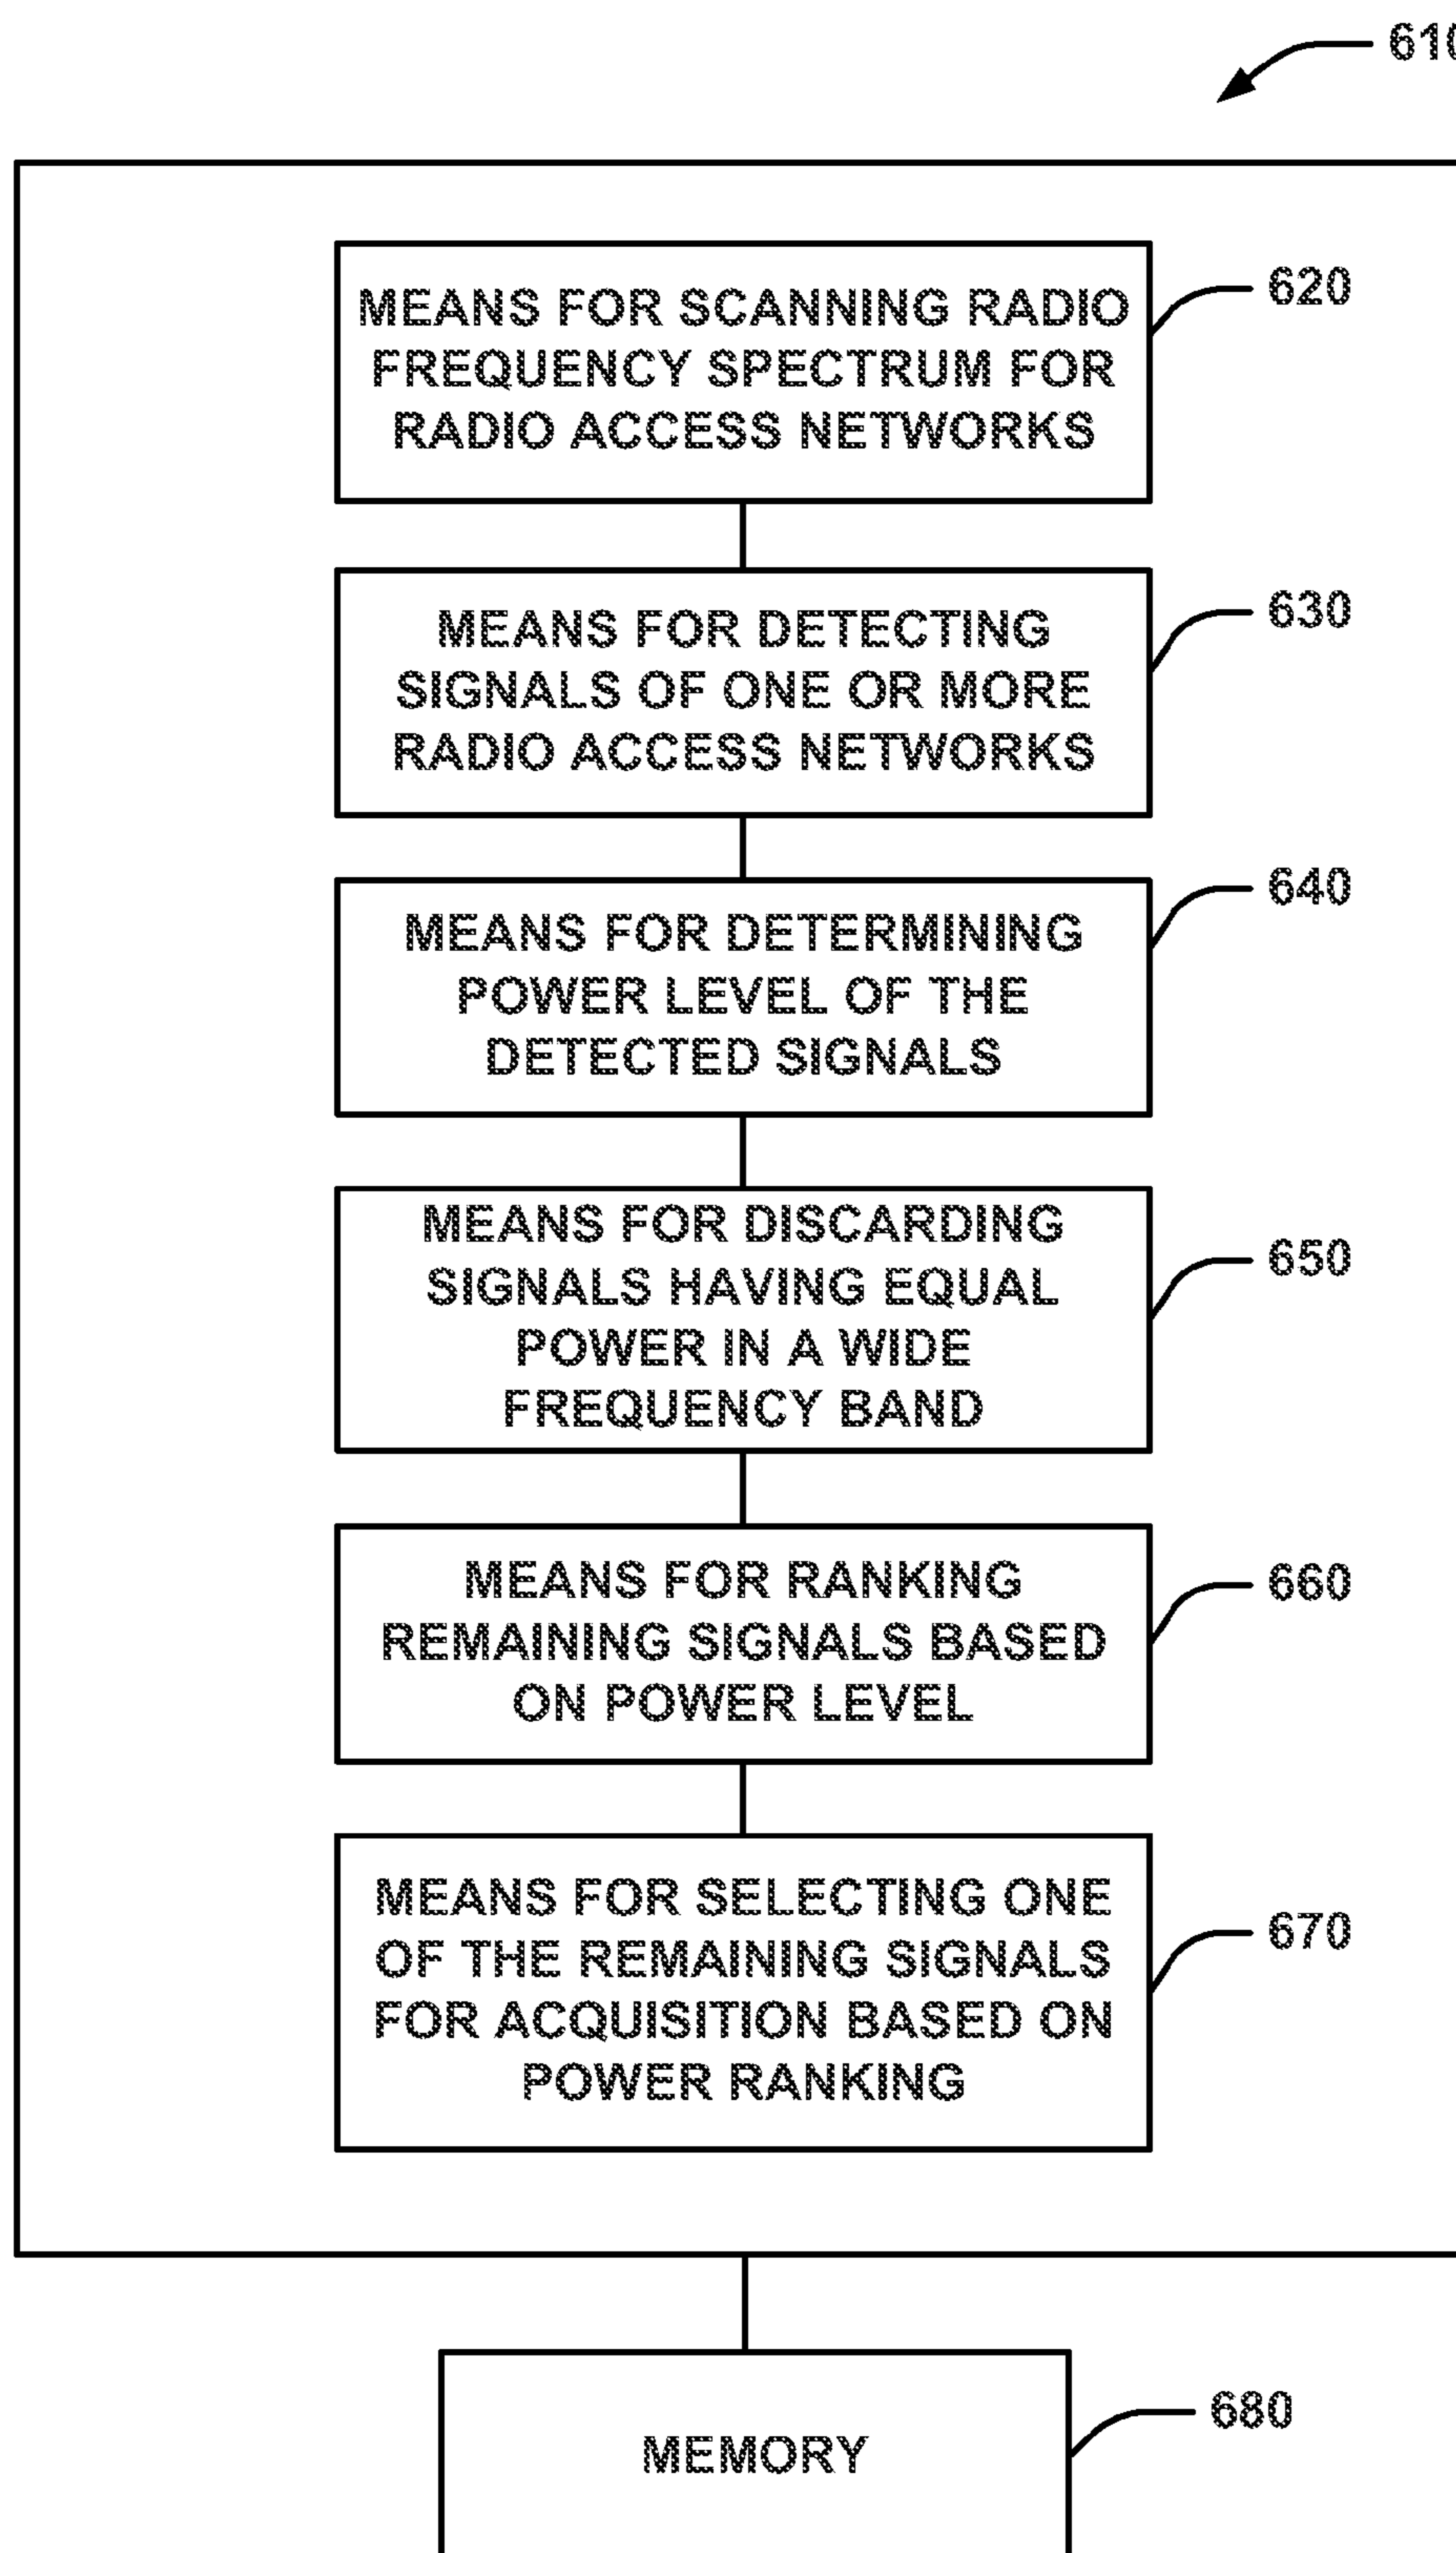 610
MEANS FOR SCANNING RADIO
FREQUENCY SPECTRUM FOR
RADIO ACCESS NETWORKS
620
MEANS FOR DETECTING
SIGNALS OF ONE OR MORE
RADIO ACCESS NETWORKS
630
MEANS FOR DETERMINING
POWER LEVEL OF THE
DETECTED SIGNALS
640
MEANS FOR DISCARDING
SIGNALS HAVING EQUAL
POWER IN A WIDE
FREQUENCY BAND
650
MEANS FOR RANKING
REMAINING SIGNALS BASED
ON POWER LEVEL
660
MEANS FOR SELECTING ONE
OF THE REMAINING SIGNALS
FOR ACQUISITION BASED ON
POWER RANKING
670
MEMORY
680